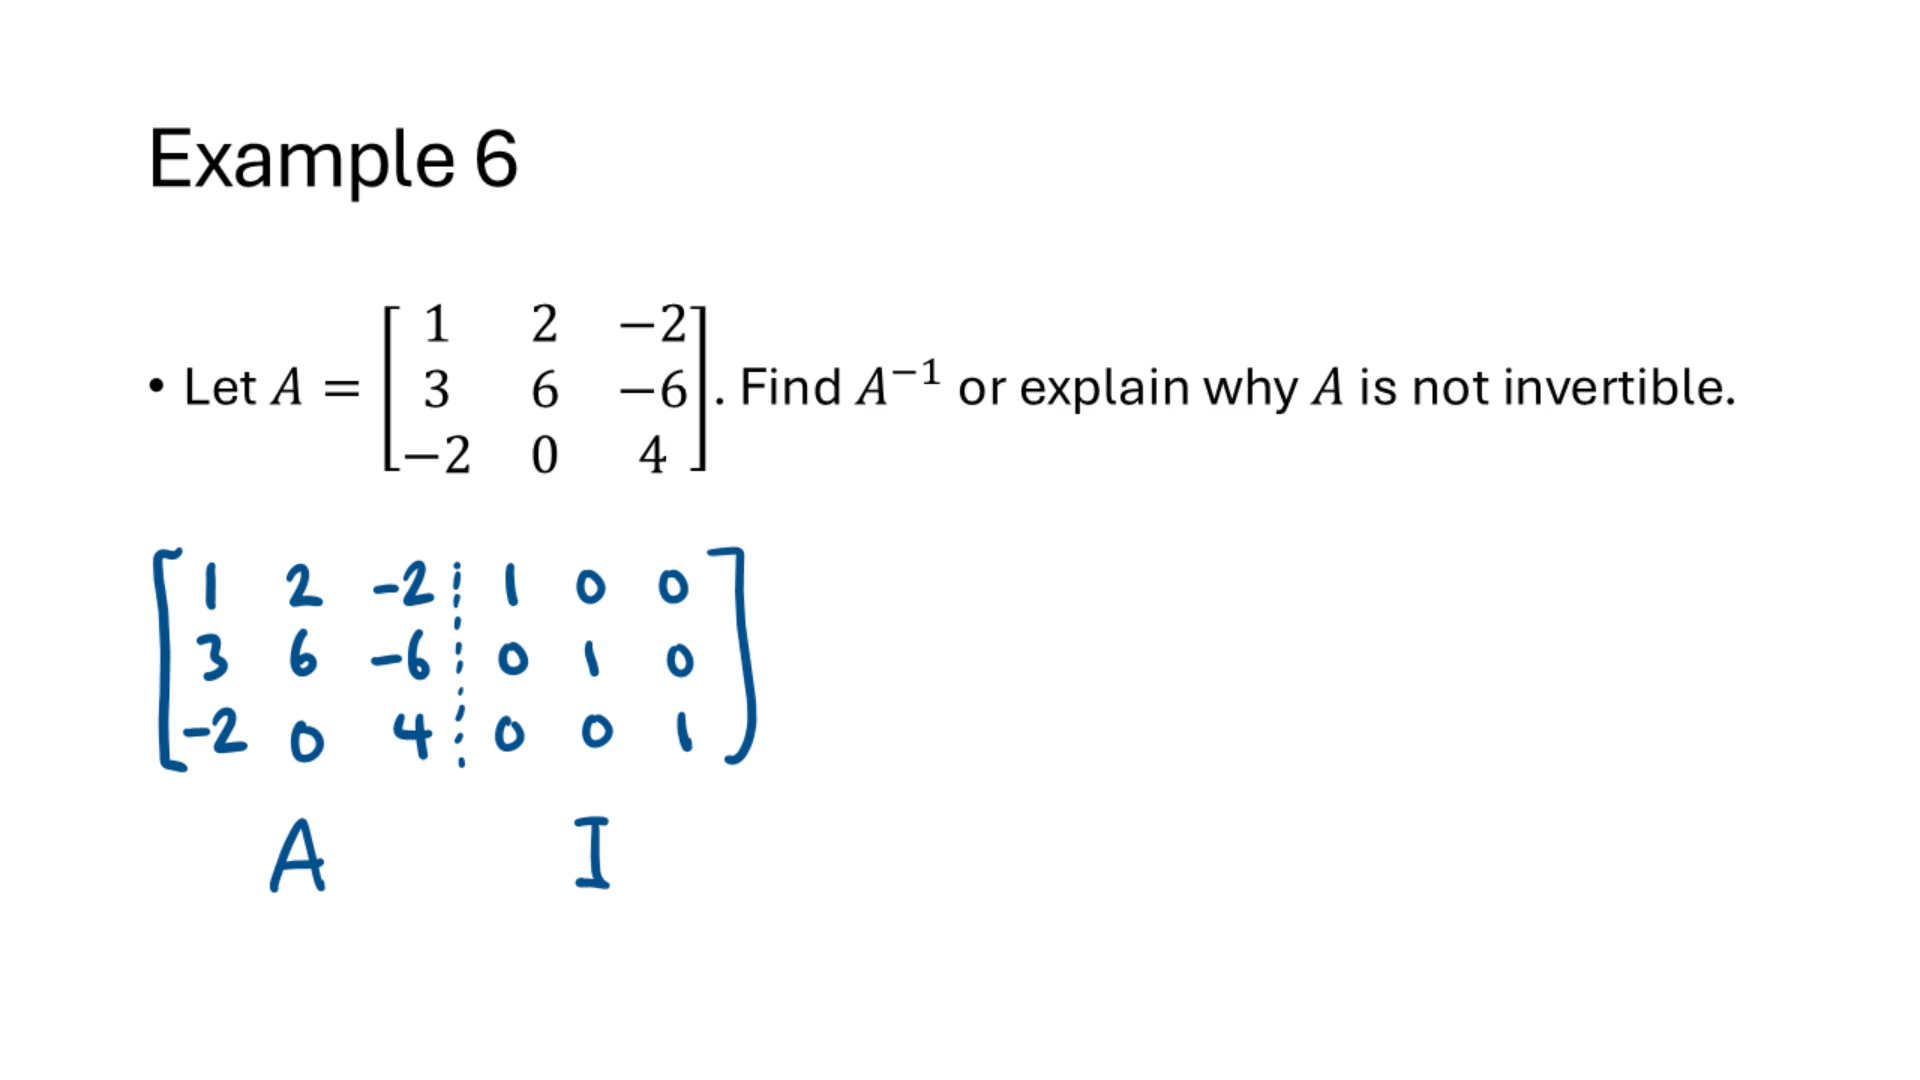 Example 6
• Let A = [1 2 −2; 3 6 −6; −2 0 4]. Find A⁻¹ or explain why A is not invertible.
1 2 -2 1 0 0
3 6 -6 0 1 0
-2 0 4 0 0 1
A I